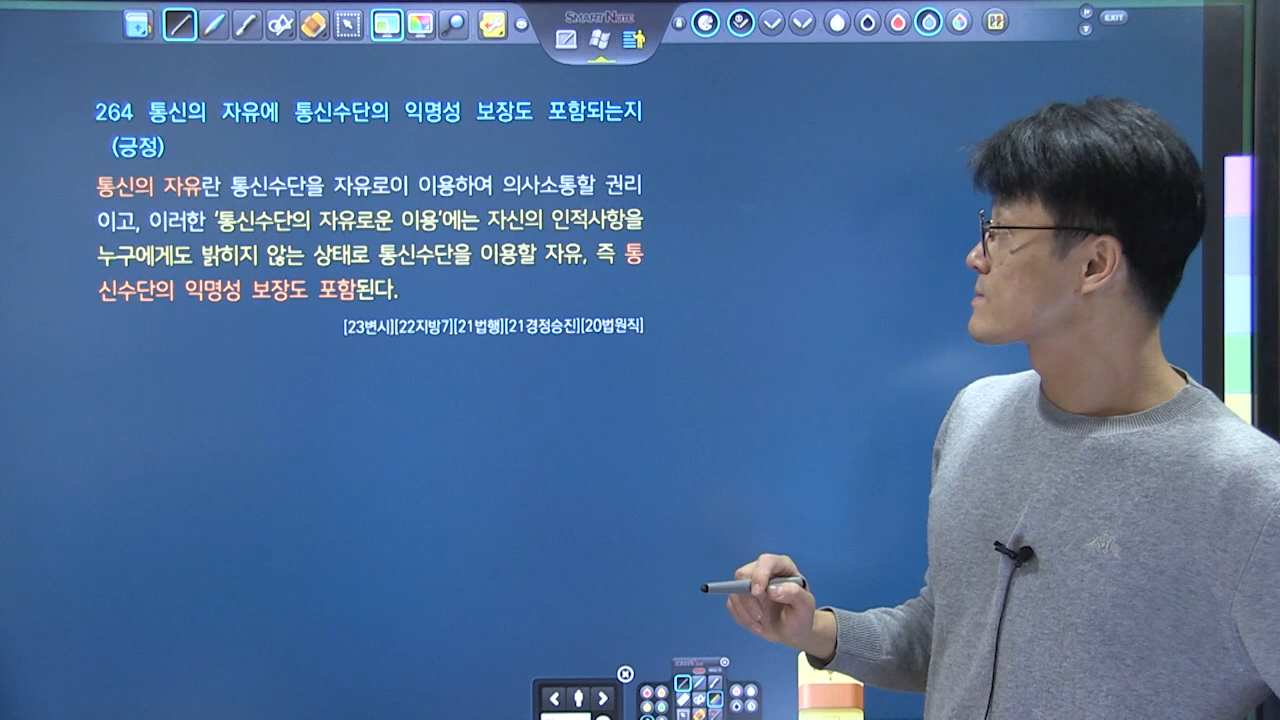 SMART NOTE
EXIT
264 통신의 자유에 통신수단의 익명성 보장도 포함되는지
(긍정)
통신의 자유란 통신수단을 자유로이 이용하여 의사소통할 권리
이고, 이러한 '통신수단의 자유로운 이용'에는 자신의 인적사항을
누구에게도 밝히지 않는 상태로 통신수단을 이용할 자유, 즉 통
신수단의 익명성 보장도 포함된다.
[23변시][22지방7][21법행][21경정승진][20법원직]